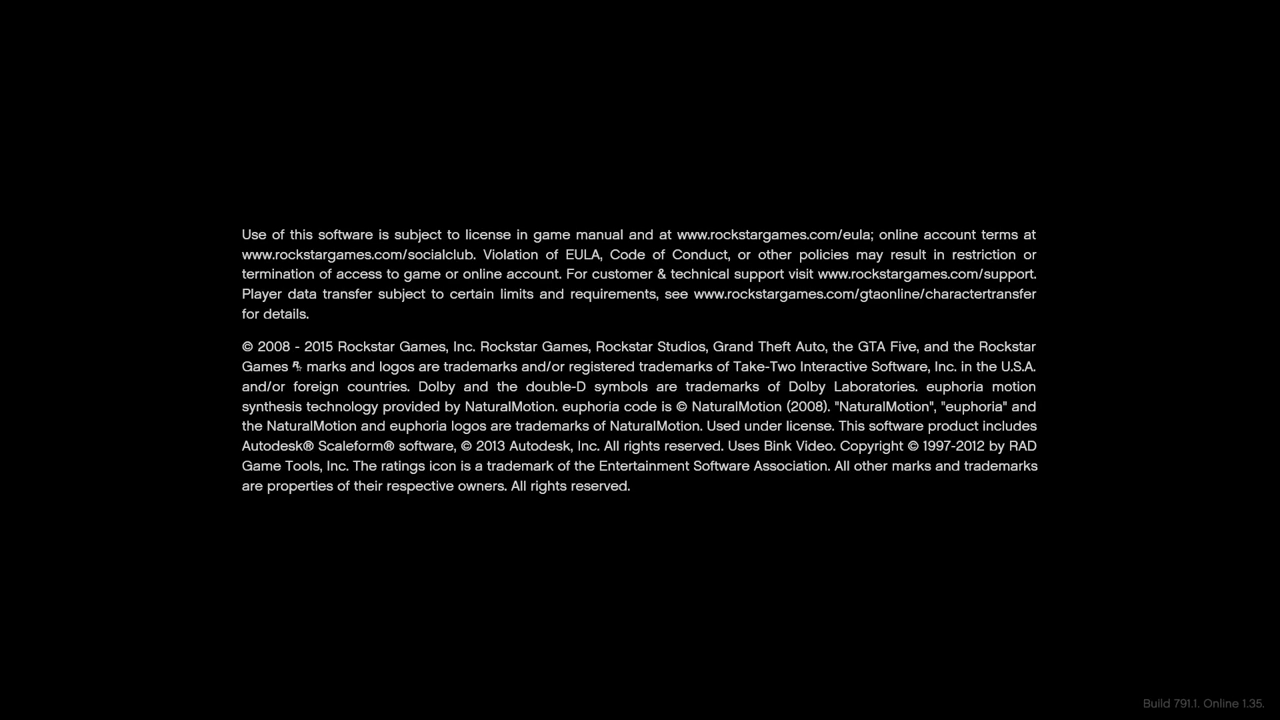 Use of this software is subject to license in game manual and at www.rockstargames.com/eula; online account terms at
www.rockstargames.com/socialclub. Violation of EULA, Code of Conduct, or other policies may result in restriction or
termination of access to game or online account. For customer & technical support visit www.rockstargames.com/support.
Player data transfer subject to certain limits and requirements, see www.rockstargames.com/gtaonline/charactertransfer
for details.
© 2008 - 2015 Rockstar Games, Inc. Rockstar Games, Rockstar Studios, Grand Theft Auto, the GTA Five, and the Rockstar
Games R* marks and logos are trademarks and/or registered trademarks of Take-Two Interactive Software, Inc. in the U.S.A.
and/or foreign countries. Dolby and the double-D symbols are trademarks of Dolby Laboratories. euphoria motion
synthesis technology provided by NaturalMotion. euphoria code is © NaturalMotion (2008). "NaturalMotion", "euphoria" and
the NaturalMotion and euphoria logos are trademarks of NaturalMotion. Used under license. This software product includes
Autodesk® Scaleform® software, © 2013 Autodesk, Inc. All rights reserved. Uses Bink Video. Copyright © 1997-2012 by RAD
Game Tools, Inc. The ratings icon is a trademark of the Entertainment Software Association. All other marks and trademarks
are properties of their respective owners. All rights reserved.
Build 791.1. Online 1.35.